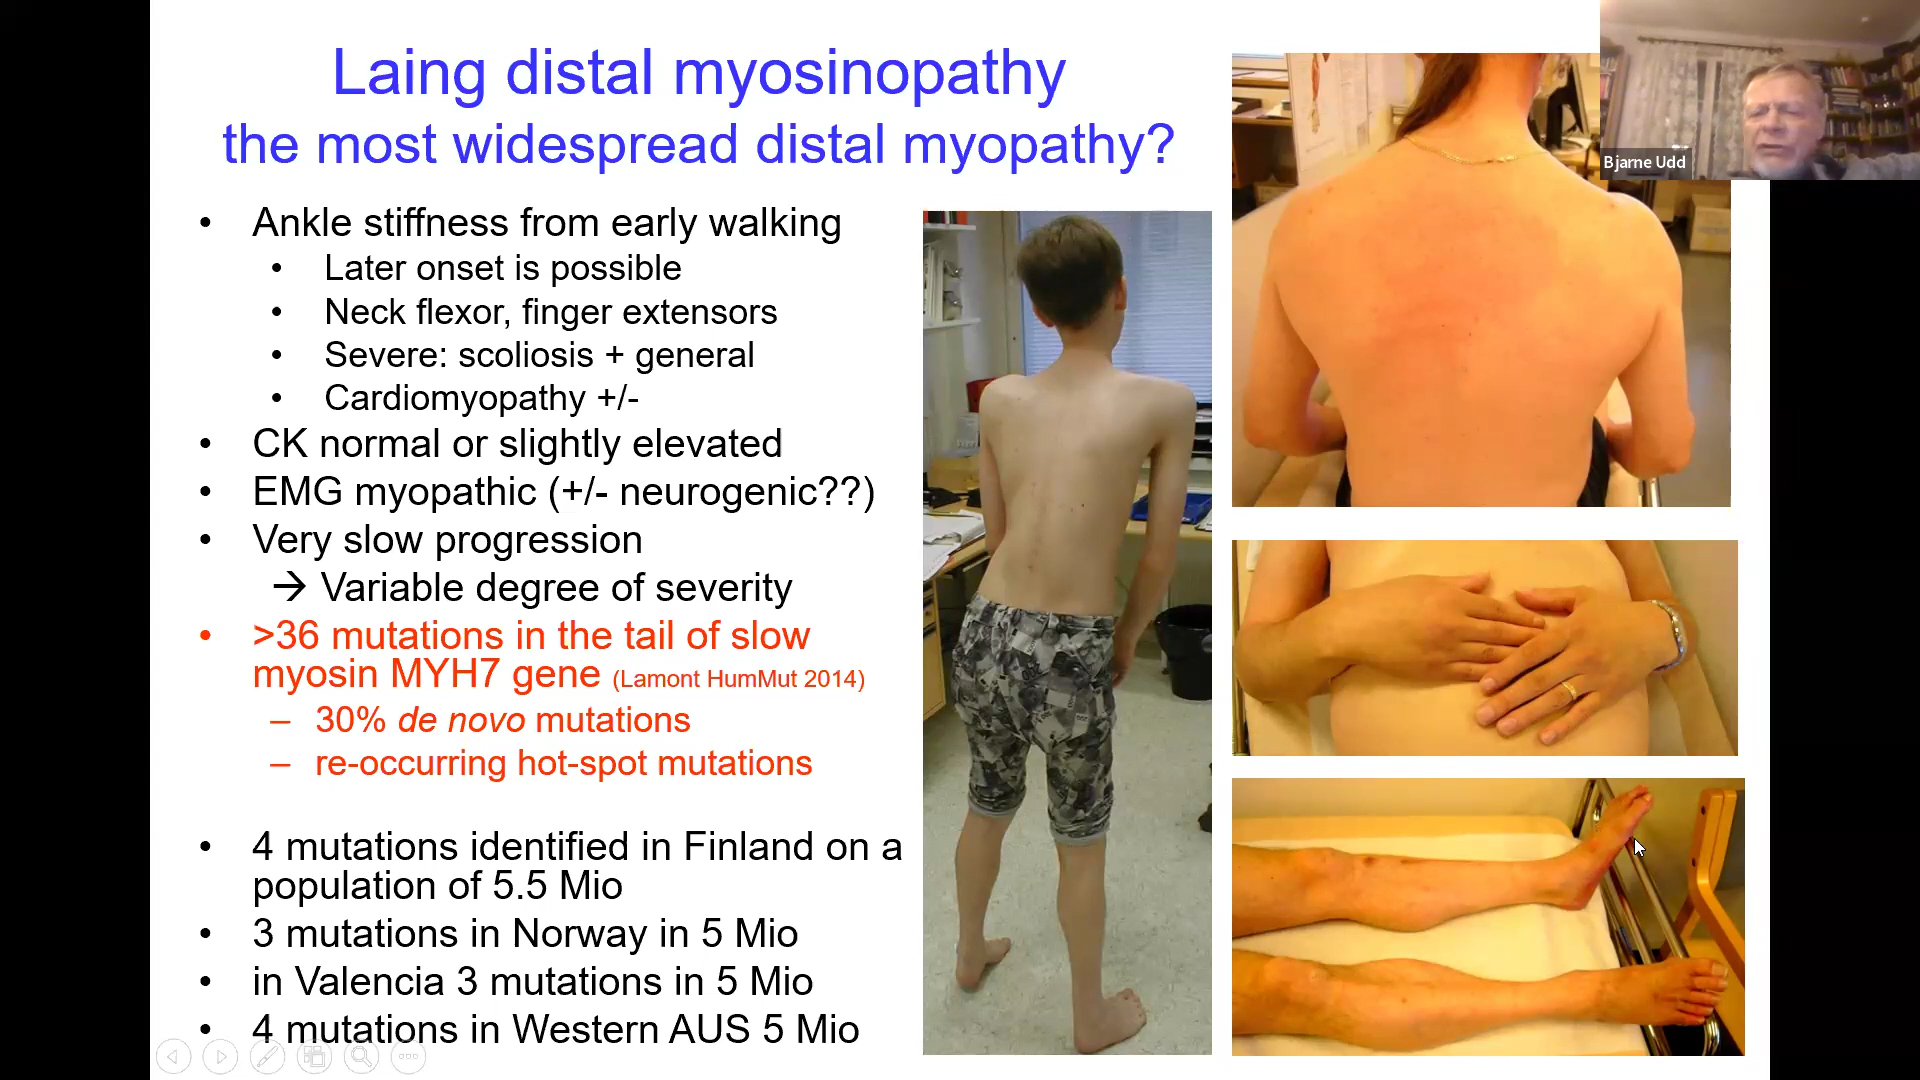 Laing distal myosinopathy
the most widespread distal myopathy?
Bjarne Udd
• Ankle stiffness from early walking
• Later onset is possible
• Neck flexor, finger extensors
• Severe: scoliosis + general
• Cardiomyopathy +/-
• CK normal or slightly elevated
• EMG myopathic (+/- neurogenic??)
• Very slow progression
→ Variable degree of severity
• >36 mutations in the tail of slow
myosin MYH7 gene (Lamont HumMut 2014)
– 30% de novo mutations
– re-occurring hot-spot mutations
• 4 mutations identified in Finland on a
population of 5.5 Mio
• 3 mutations in Norway in 5 Mio
• in Valencia 3 mutations in 5 Mio
• 4 mutations in Western AUS 5 Mio